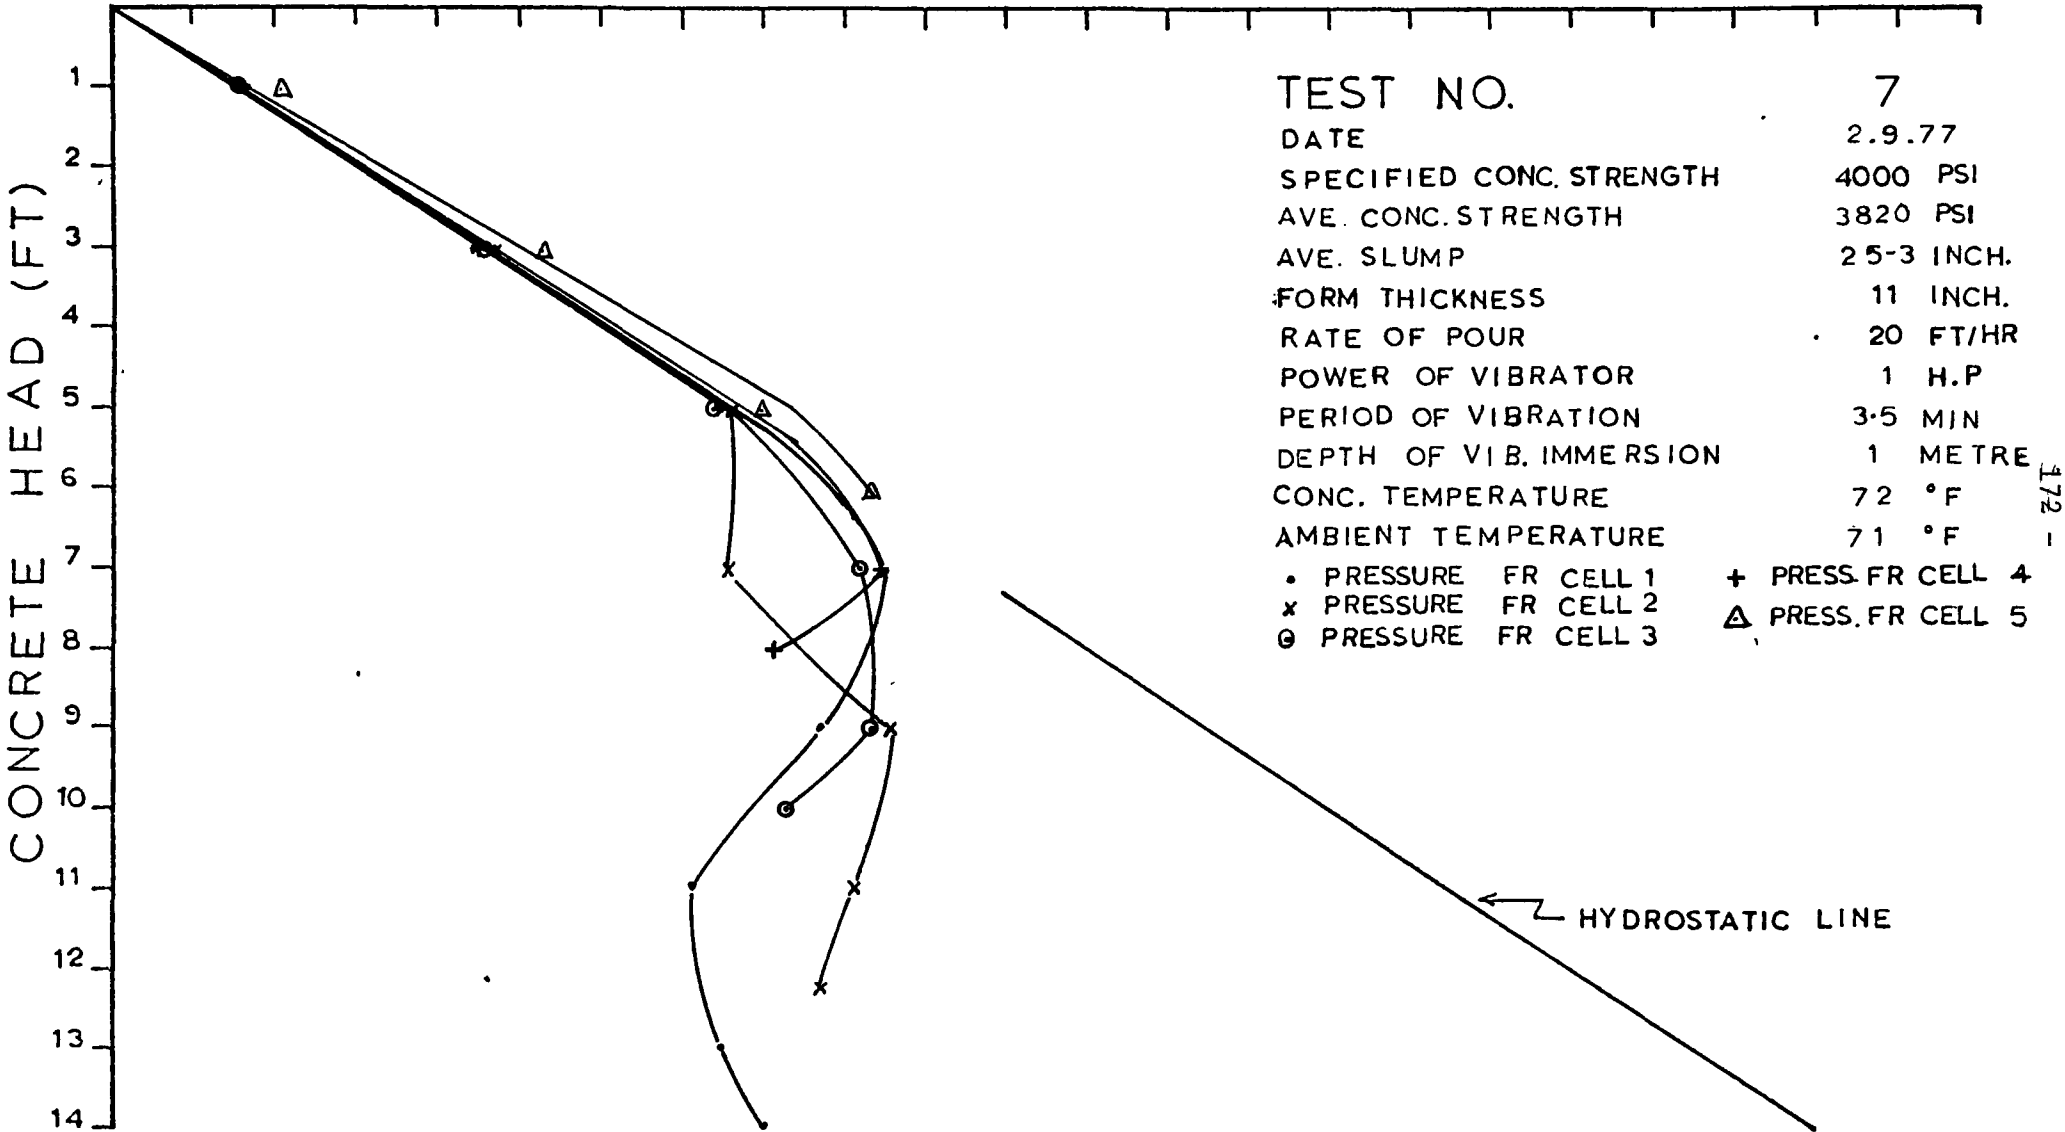 CONCRETE HEAD (FT)
1
2
3
4
5
6
7
8
9
10
11
12
13
14
TEST NO. 7
DATE 2.9.77
SPECIFIED CONC. STRENGTH 4000 PSI
AVE. CONC. STRENGTH 3820 PSI
AVE. SLUMP 25-3 INCH.
FORM THICKNESS 11 INCH.
RATE OF POUR 20 FT/HR
POWER OF VIBRATOR 1 H.P
PERIOD OF VIBRATION 3.5 MIN
DEPTH OF VIB. IMMERSION 1 METRE
CONC. TEMPERATURE 72 °F
AMBIENT TEMPERATURE 71 °F
• PRESSURE FR CELL 1 + PRESS. FR CELL 4
x PRESSURE FR CELL 2
△ PRESS. FR CELL 5
⊙ PRESSURE FR CELL 3
HYDROSTATIC LINE
172 -